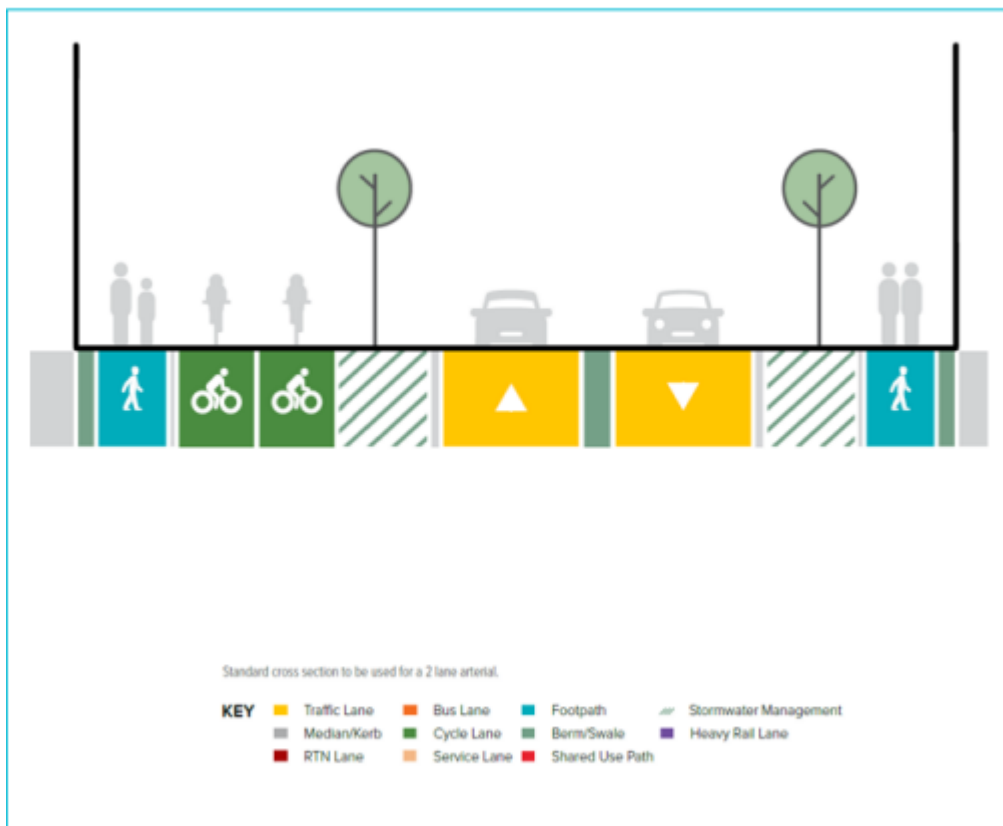 Standard cross section to be used for a 2 lane arterial.
KEY Traffic Lane Bus Lane Footpath Stormwater Management
Median/Kerb Cycle Lane Berm/Swale Heavy Rail Lane
RTN Lane Service Lane Shared Use Path